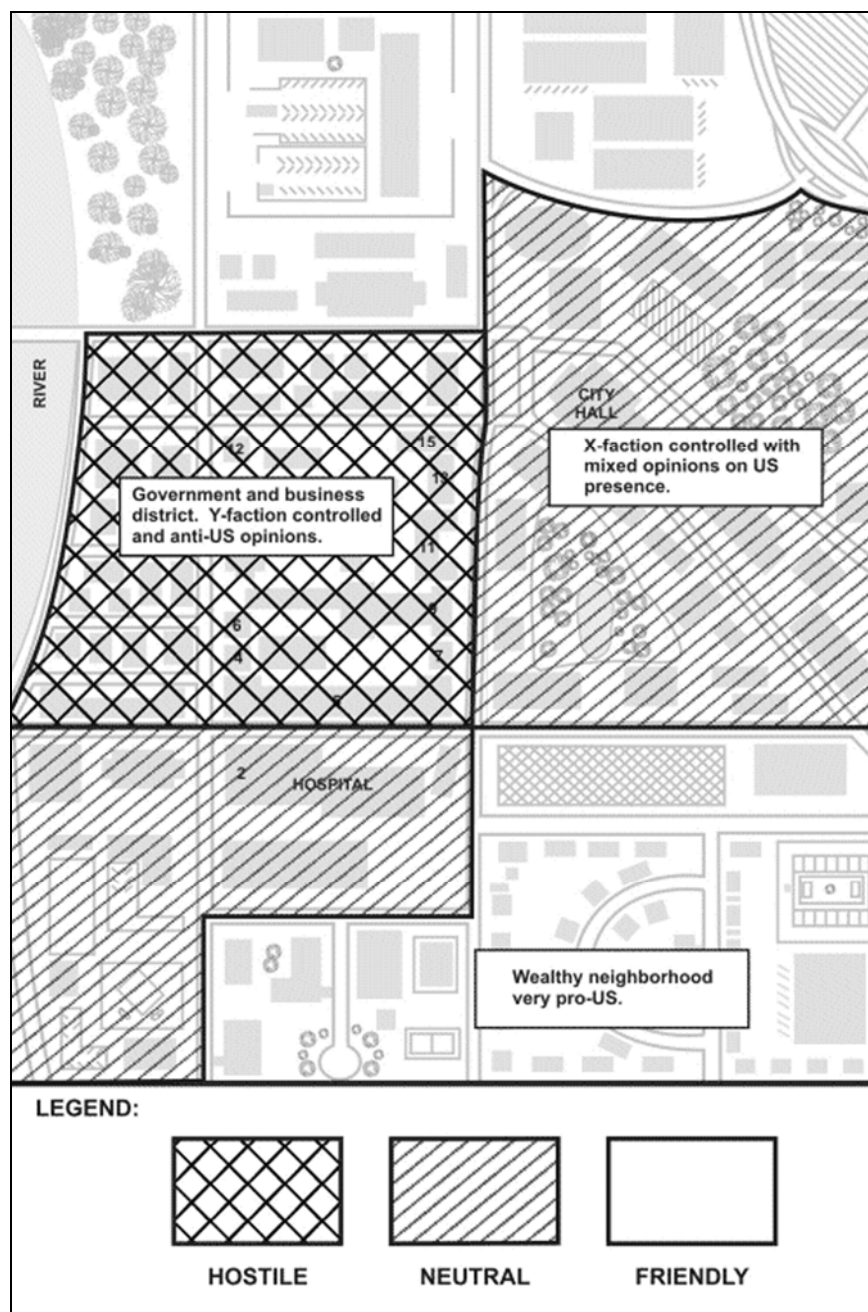 RIVER
CITY
HALL
X-faction controlled with
mixed opinions on US
presence.
12
15
13
Government and business
district. Y-faction controlled
and anti-US opinions.
11
9
6
4
7
5
2
HOSPITAL
Wealthy neighborhood
very pro-US.
LEGEND:
HOSTILE
NEUTRAL
FRIENDLY